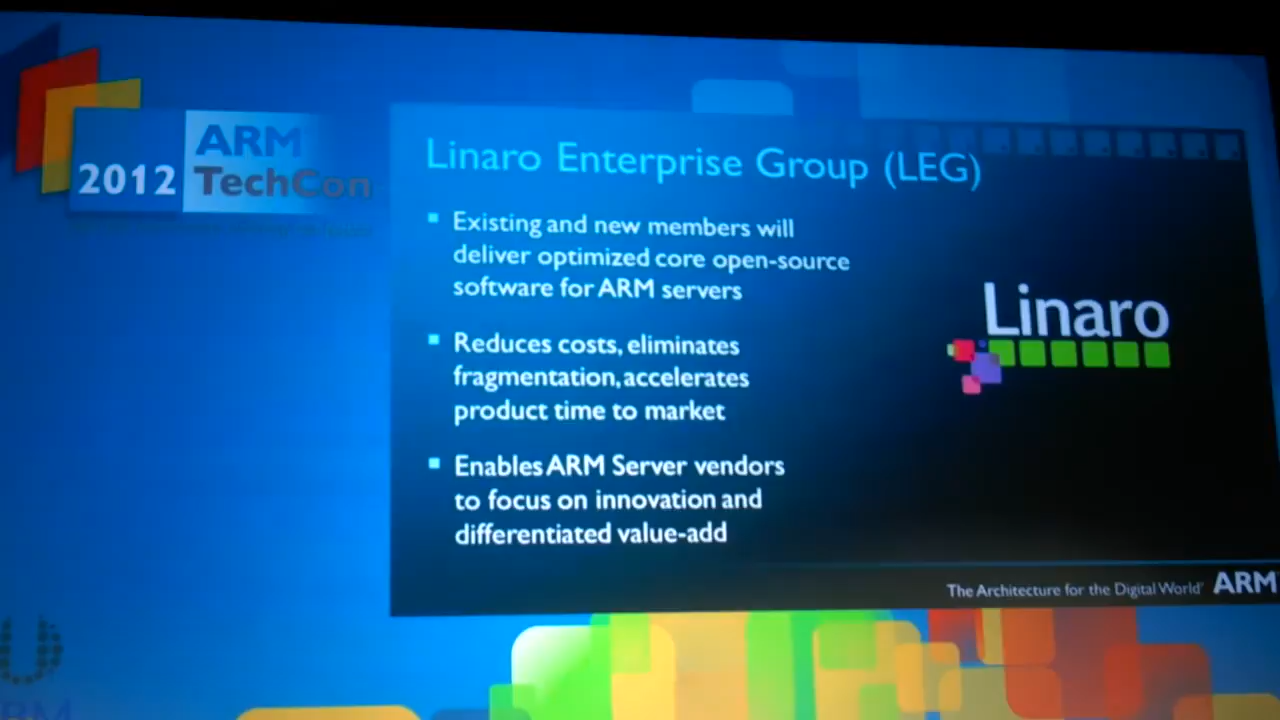 2012
ARM
TechCon
Linaro Enterprise Group (LEG)
Existing and new members will
deliver optimized core open-source
software for ARM servers
Reduces costs, eliminates
fragmentation, accelerates
product time to market
Enables ARM Server vendors
to focus on innovation and
differentiated value-add
Linaro
The Architecture for the Digital World® ARM